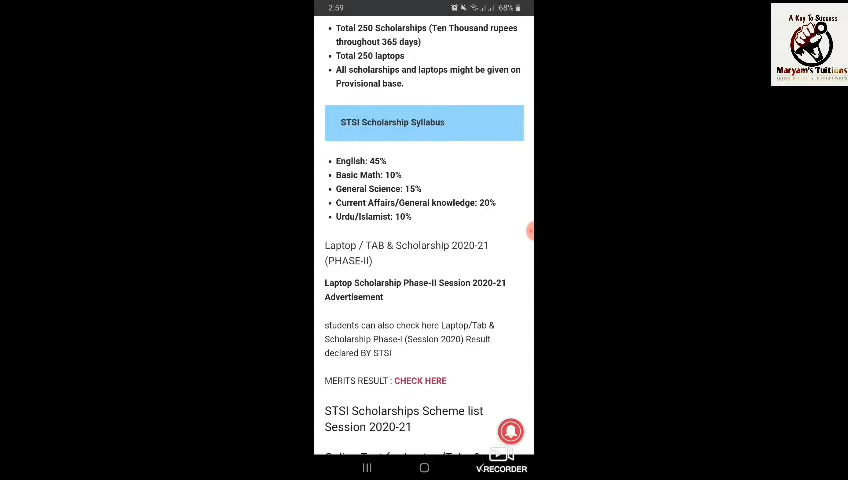 2:59
68%
A Key To Success
Maryam's Tuitions
Total 250 Scholarships (Ten Thousand rupees
throughout 365 days)
Total 250 laptops
All scholarships and laptops might be given on
Provisional base.
STSI Scholarship Syllabus
English: 45%
Basic Math: 10%
General Science: 15%
Current Affairs/General knowledge: 20%
Urdu/Islamist: 10%
Laptop / TAB & Scholarship 2020-21
(PHASE-II)
Laptop Scholarship Phase-II Session 2020-21
Advertisement
students can also check here Laptop/Tab &
Scholarship Phase-I (Session 2020) Result
declared BY STSI
MERITS RESULT : CHECK HERE
STSI Scholarships Scheme list
Session 2020-21
V.RECORDER